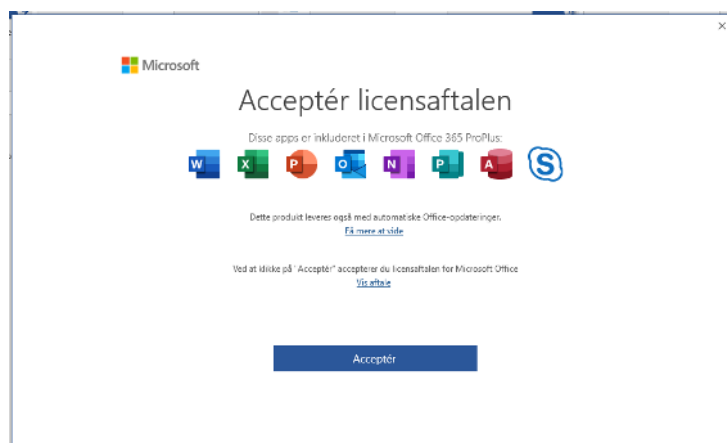 Microsoft
Acceptér licensaftalen
Disse apps er inkluderet i Microsoft Office 365 ProPlus:
W X P O N P A S
Dette produkt leveres også med automatiske Office-opdateringer.
Få mere at vide
Ved at klikke på "Acceptér" accepterer du licensaftalen for Microsoft Office
Vis aftale
Acceptér